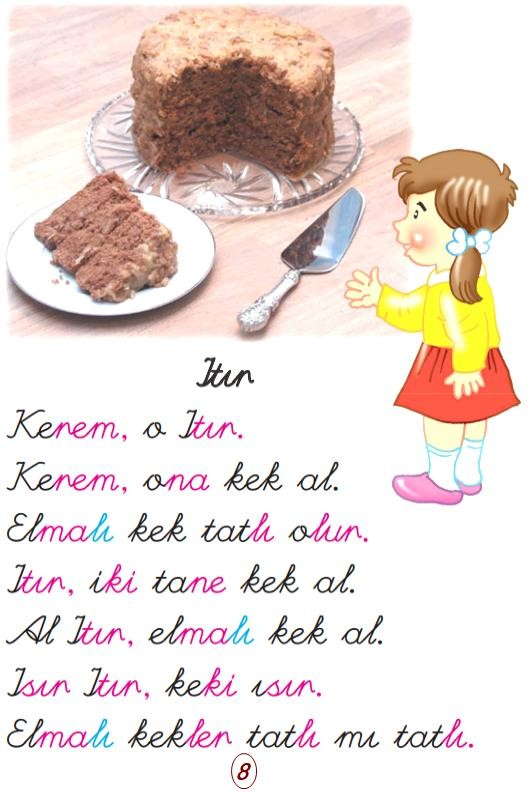 Itır
Kerem, o Itır.
Kerem, ona kek al.
Elmalı kek tatlı olur.
Itır, iki tane kek al.
Al Itır, elmalı kek al.
Isır Itır, keki ısır.
Elmalı kekler tatlı mı tatlı.
8